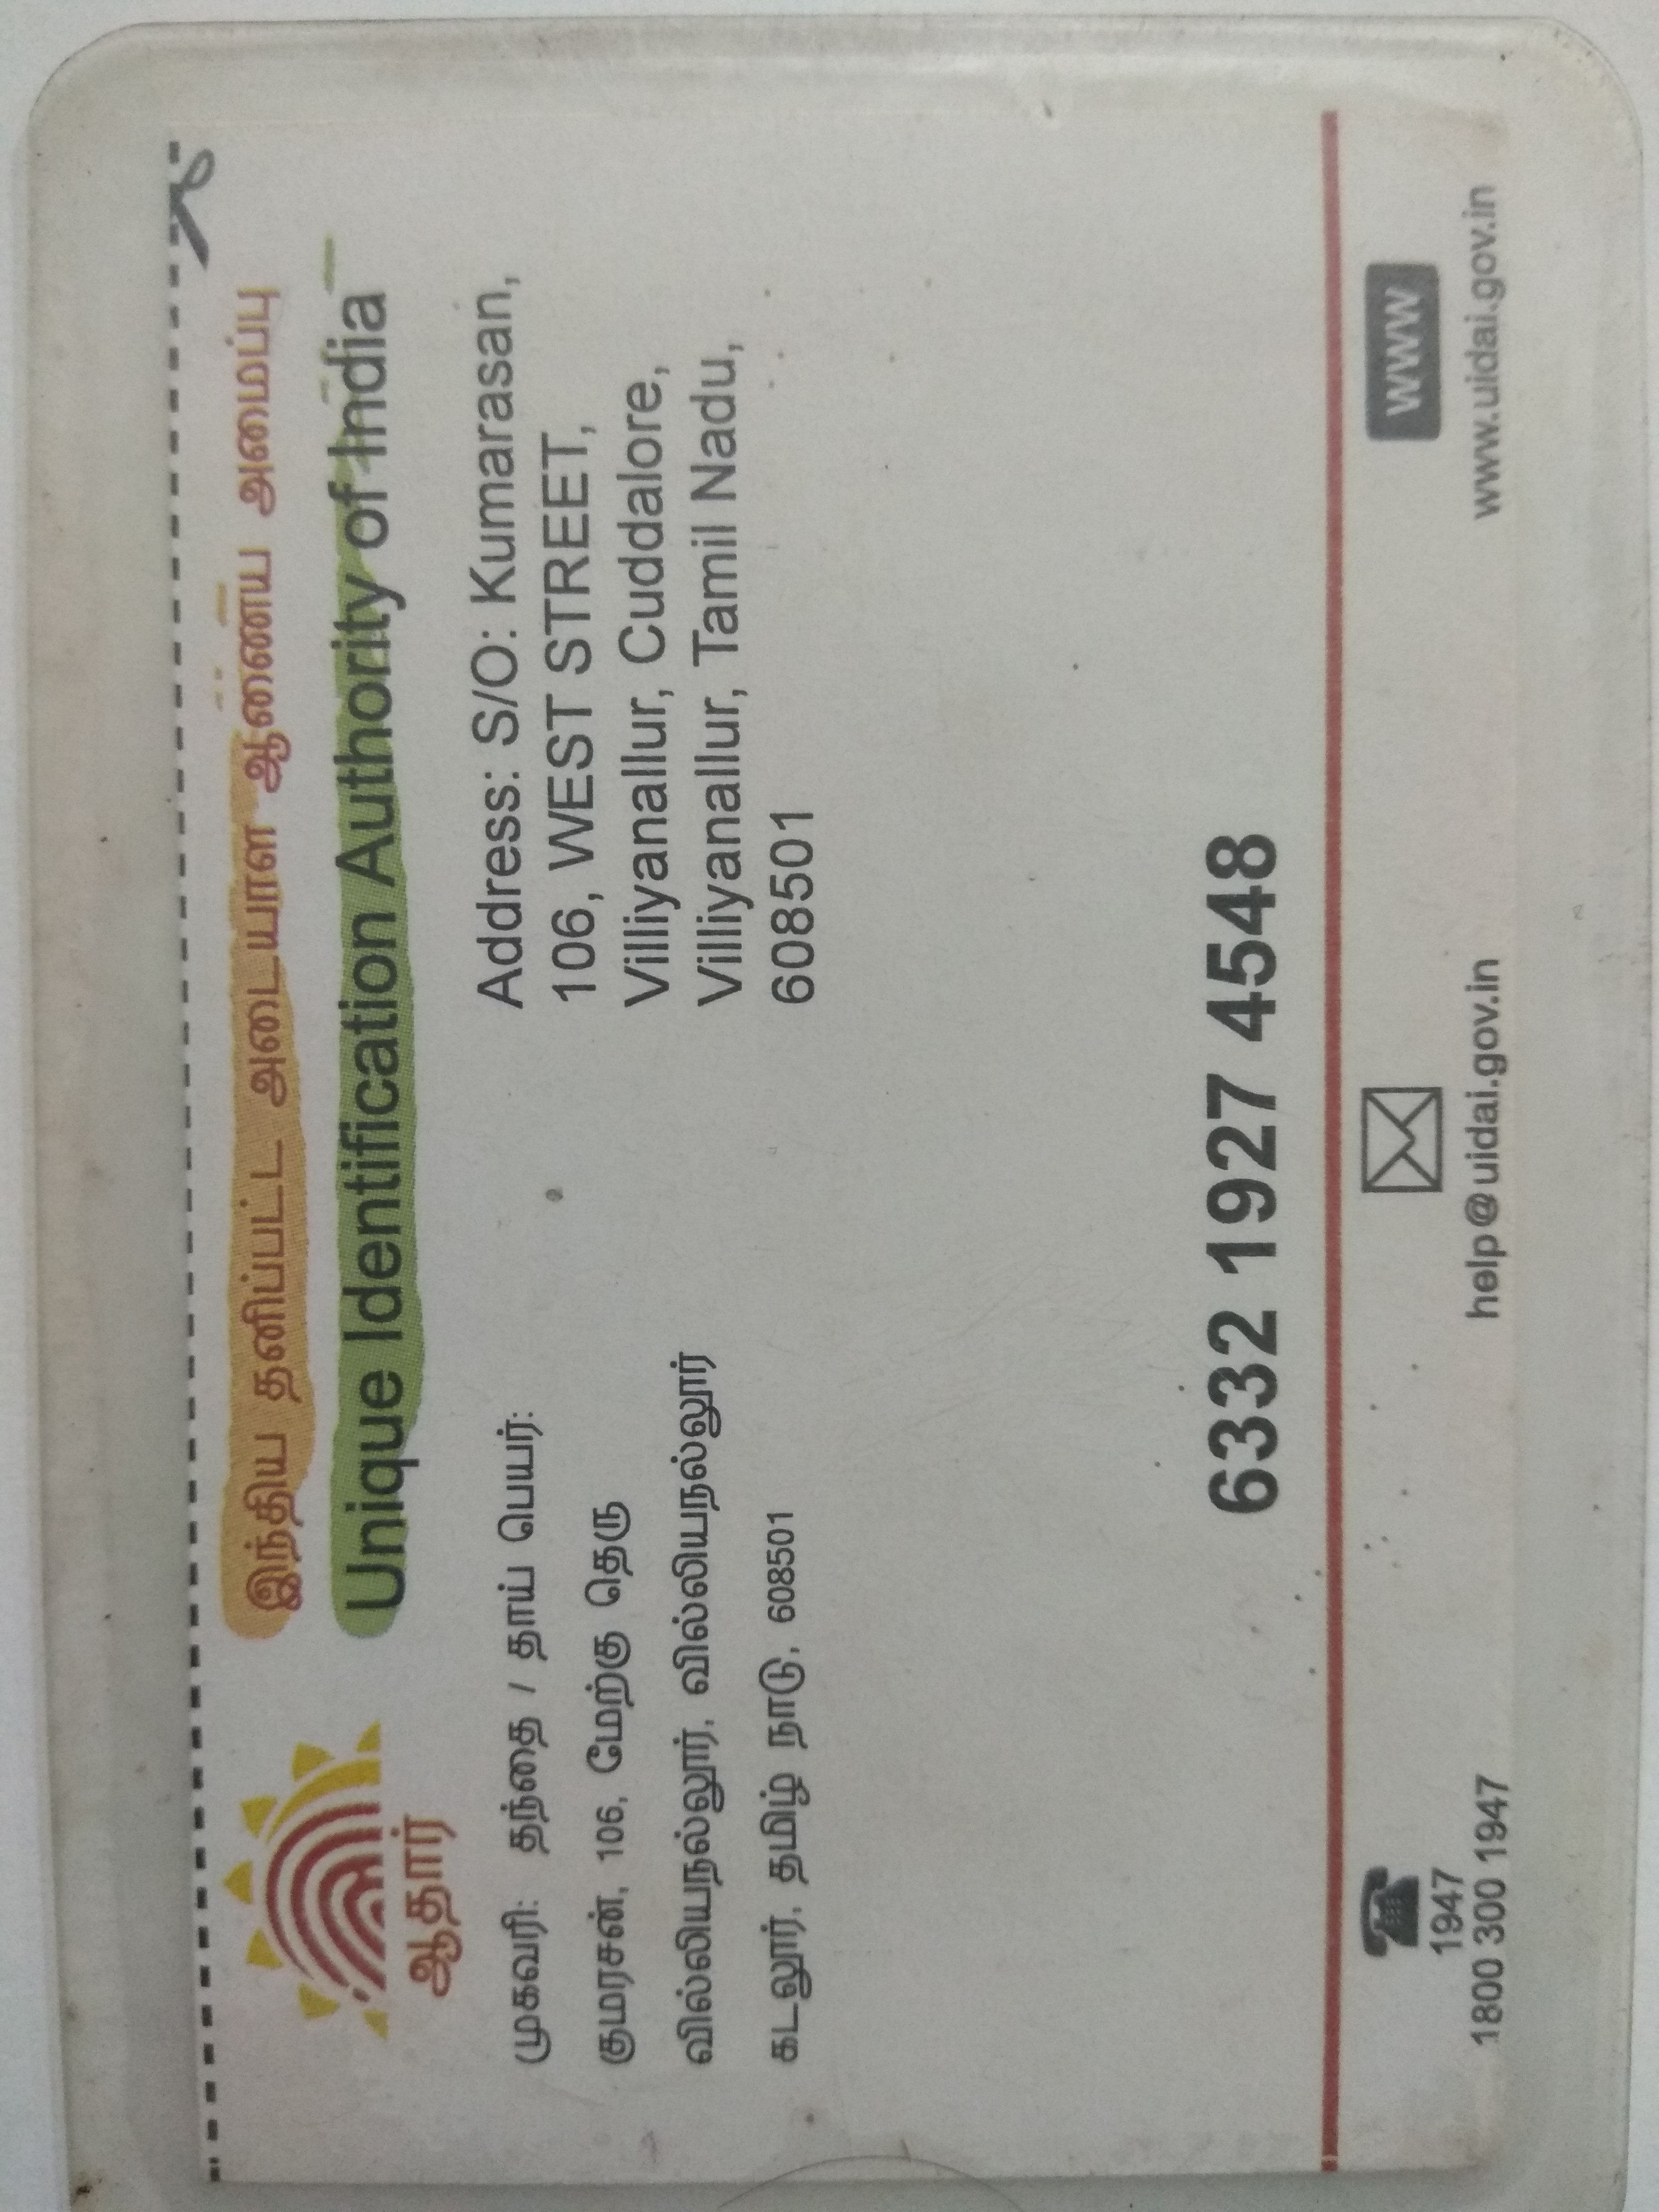 இந்திய தனிப்பட்ட அடையாள ஆணைய அமைப்பு
Unique Identification Authority of India
ஆதார்
முகவரி: தந்தை / தாய் பெயர்:
குமரசன், 106, மேற்கு தெரு
வில்லியநல்லூர், வில்லியநல்லூர்
கடலூர், தமிழ் நாடு, 608501
Address: S/O: Kumarasan,
106, WEST STREET,
Villiyanallur, Cuddalore,
Villiyanallur, Tamil Nadu,
608501
6332 1927 4548
1947
1800 300 1947
help@uidai.gov.in
WWW
www.uidai.gov.in